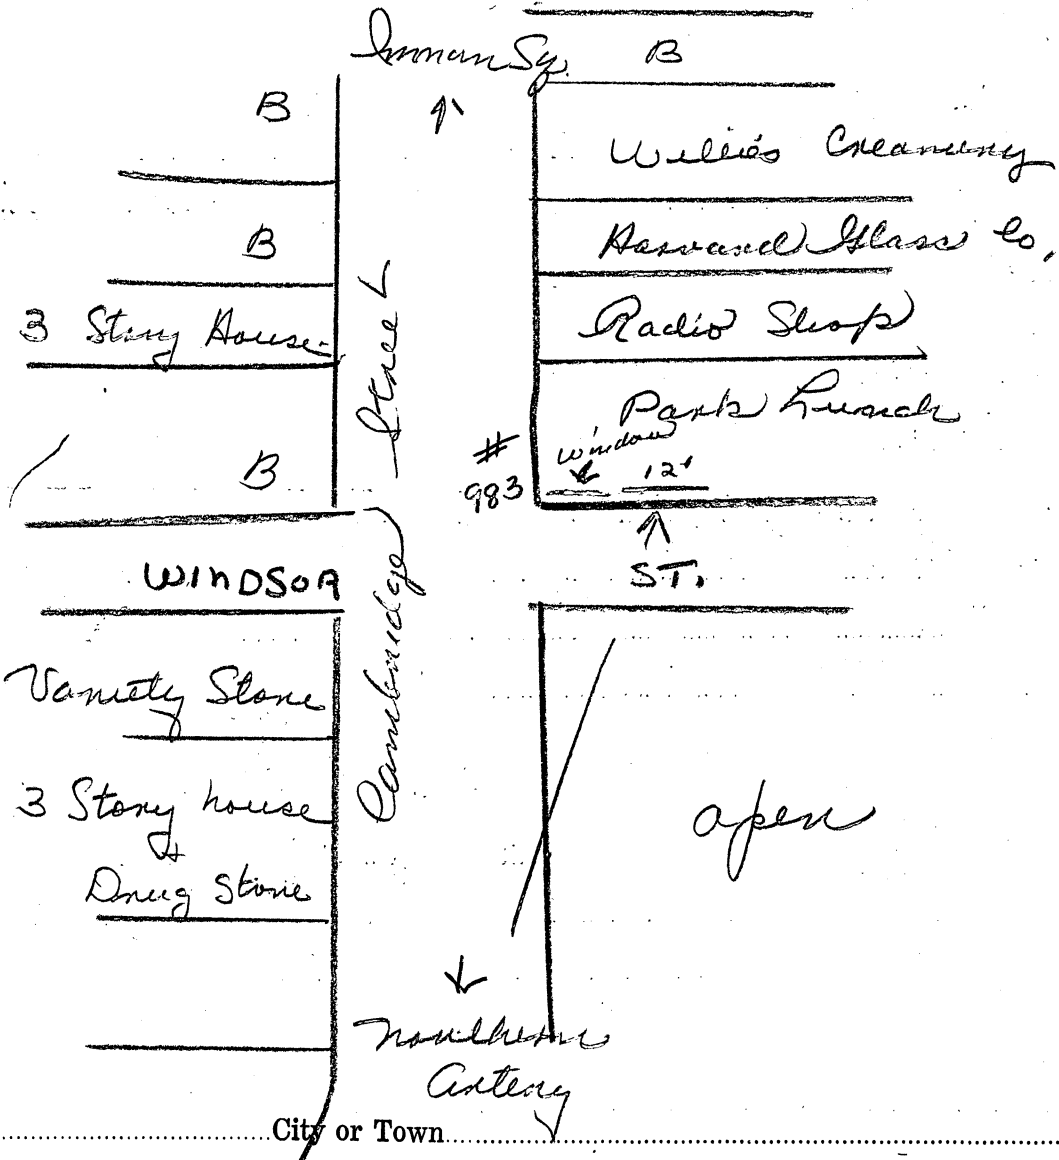 Inman Sq.
B
B
Willie's Creamery
B
Harvard Glass Co.
3 Story House
Radio Shop
Park Lunch
Window
12'
#
983
B
Cambridge Street
WINDSOR
ST.
Variety Store
3 Story house
+
Drug Store
open
Northern
Artery
City or Town